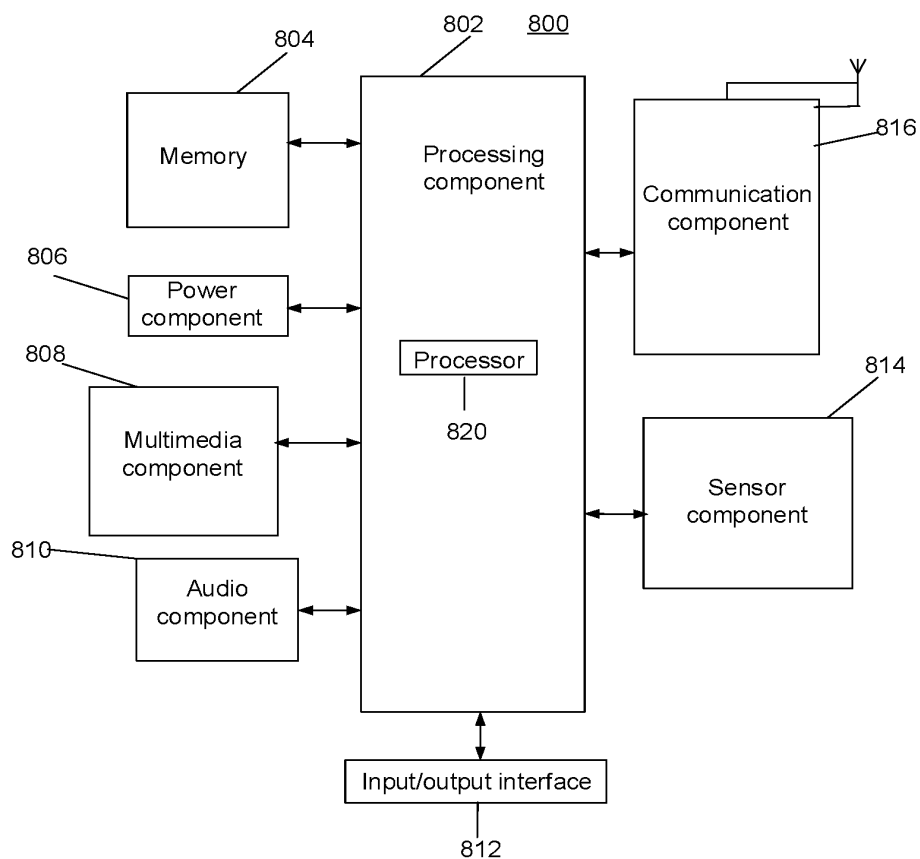 802
800
804
Memory
Processing
component
816
Communication
component
806
Power
component
Processor
820
808
Multimedia
component
814
Sensor
component
810
Audio
component
Input/output interface
812